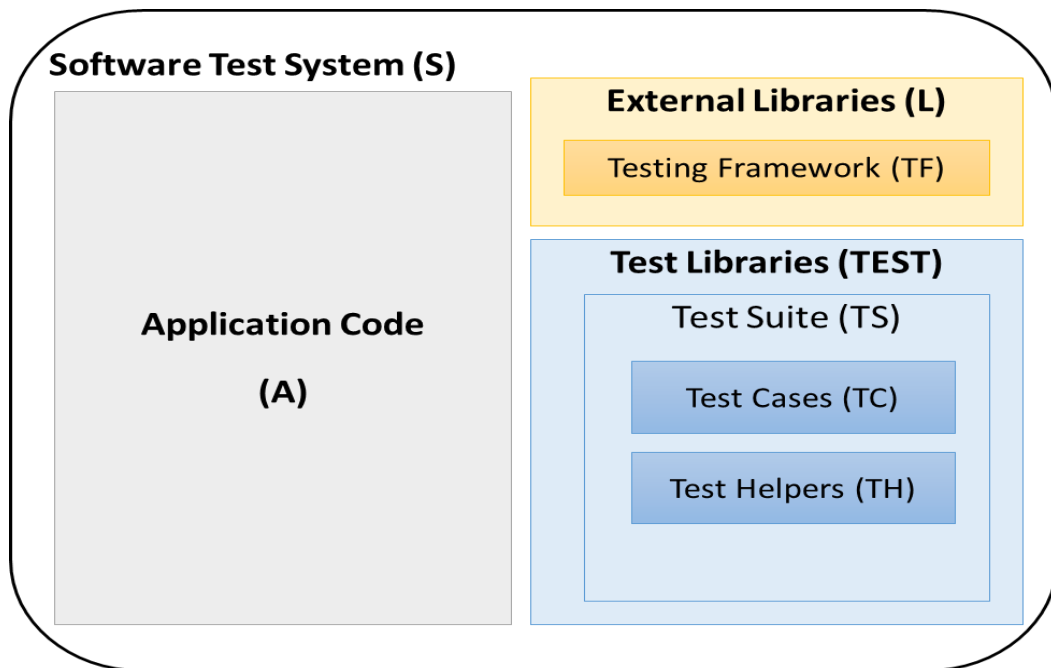 Software Test System (S)
Application Code
(A)
External Libraries (L)
Testing Framework (TF)
Test Libraries (TEST)
Test Suite (TS)
Test Cases (TC)
Test Helpers (TH)